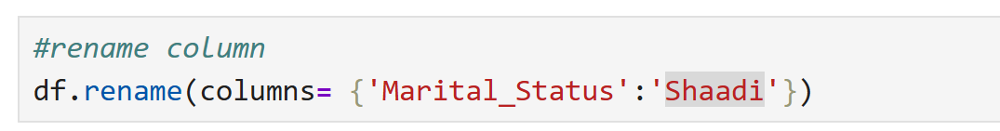 #rename column
df.rename(columns= {'Marital_Status':'Shaadi'})